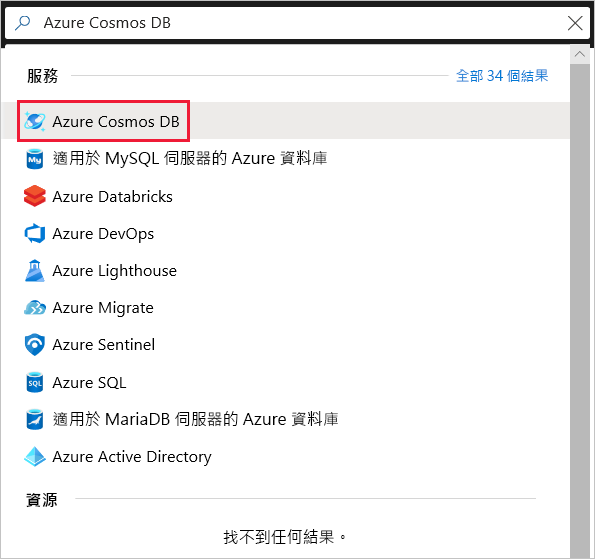 Azure Cosmos DB
服務
全部 34 個結果
Azure Cosmos DB
適用於 MySQL 伺服器的 Azure 資料庫
Azure Databricks
Azure DevOps
Azure Lighthouse
Azure Migrate
Azure Sentinel
Azure SQL
適用於 MariaDB 伺服器的 Azure 資料庫
Azure Active Directory
資源
找不到任何結果。